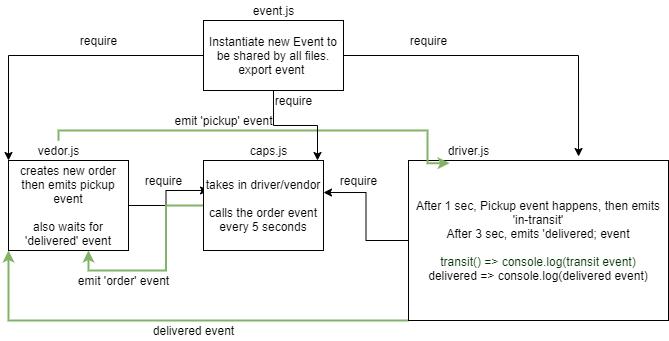 event.js
Instantiate new Event to
be shared by all files.
export event
require
require
require
emit 'pickup' event
vedor.js
creates new order
then emits pickup
event
also waits for
'delivered' event
require
caps.js
takes in driver/vendor
calls the order event
every 5 seconds
require
driver.js
After 1 sec, Pickup event happens, then emits
'in-transit'
After 3 sec, emits 'delivered; event
transit() => console.log(transit event)
delivered => console.log(delivered event)
emit 'order' event
delivered event